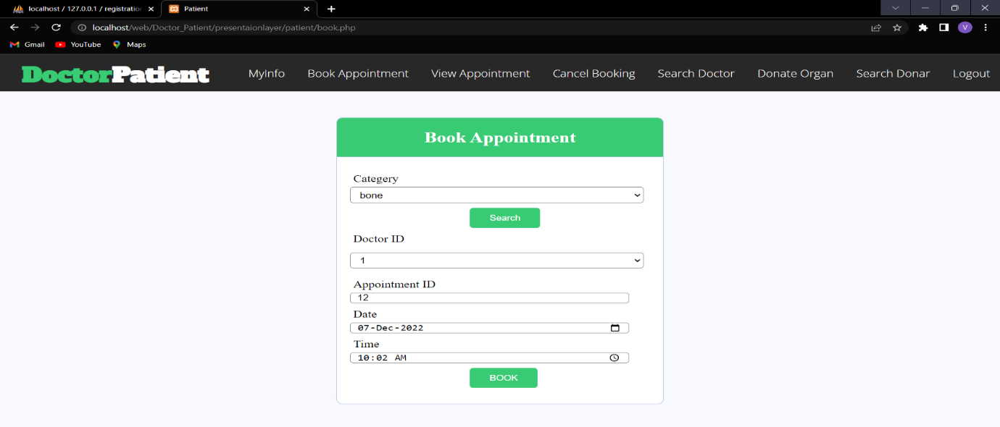 localhost / 127.0.0.1 / registration
Patient
localhost/web/Doctor_Patient/presentaionlayer/patient/book.php
V
Gmail YouTube Maps
DoctorPatient MyInfo Book Appointment View Appointment Cancel Booking Search Doctor Donate Organ Search Donar Logout
Book Appointment
Categery
bone
Search
Doctor ID
1
Appointment ID
12
Date
07-Dec-2022
Time
10:02 AM
BOOK